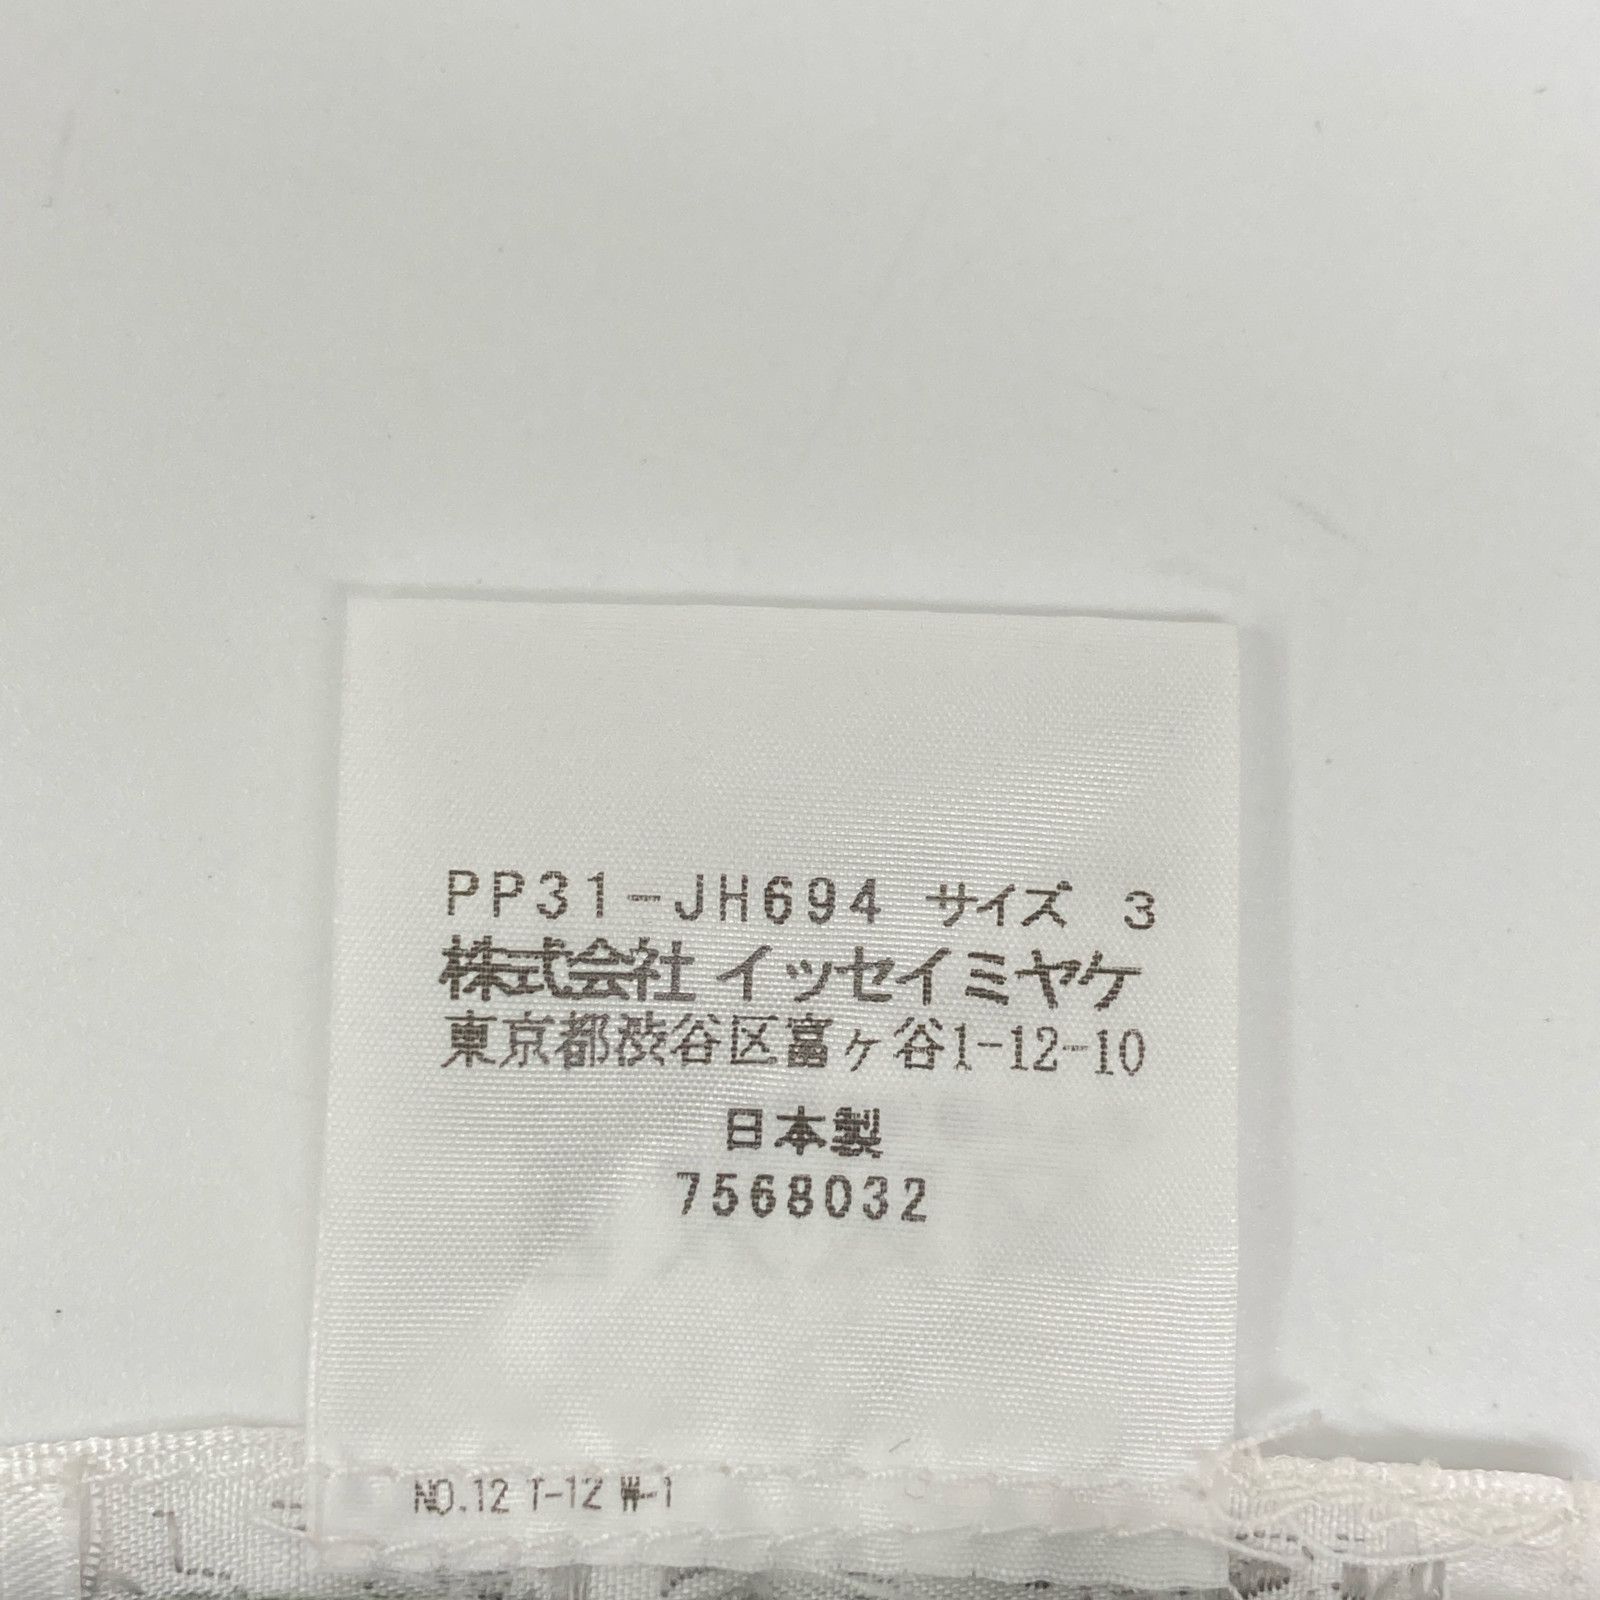 PP31-JH694 サイズ 3
株式会社 イッセイミヤケ
東京都渋谷区富ヶ谷1-12-10
日本製
7568032
NO.12 T-12 W-1